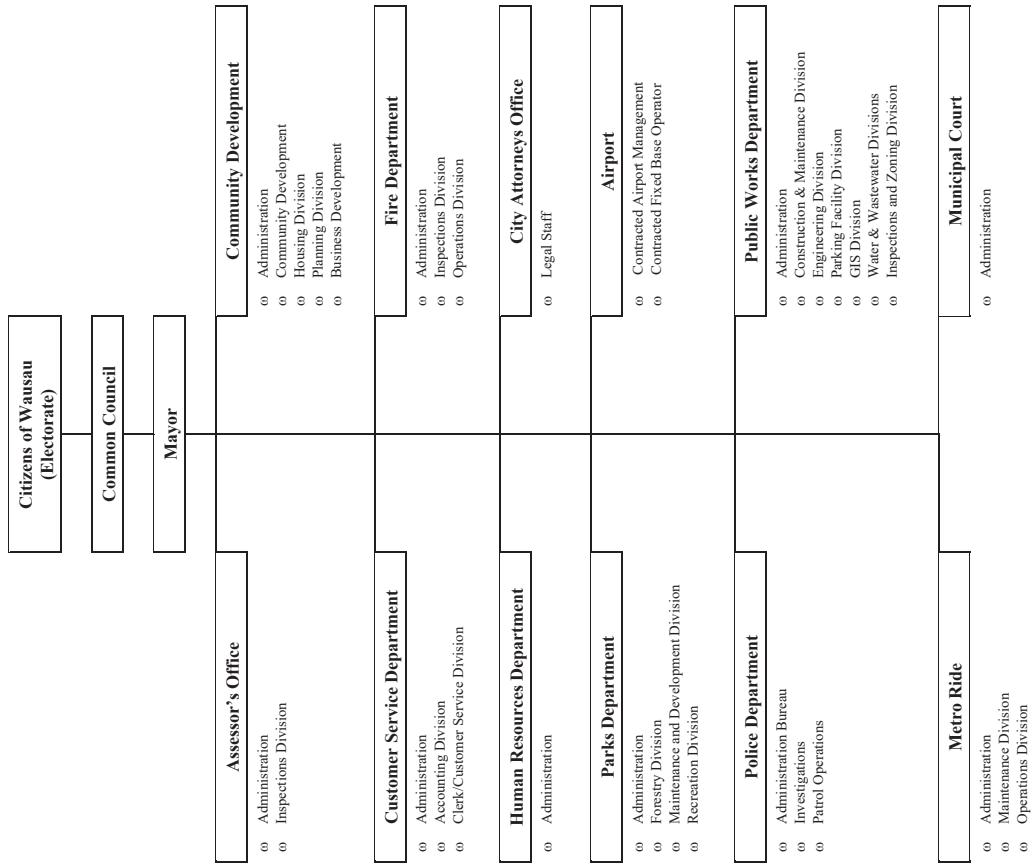 Citizens of Wausau
(Electorate)
Common Council
Mayor
Assessor's Office
ω Administration
ω Inspections Division
Community Development
ω Administration
ω Community Development
ω Housing Division
ω Planning Division
ω Business Development
Customer Service Department
ω Administration
ω Accounting Division
ω Clerk/Customer Service Division
Fire Department
ω Administration
ω Inspections Division
ω Operations Division
Human Resources Department
ω Administration
City Attorneys Office
ω Legal Staff
Parks Department
ω Administration
ω Forestry Division
ω Maintenance and Development Division
ω Recreation Division
Airport
ω Contracted Airport Management
ω Contracted Fixed Base Operator
Police Department
ω Administration Bureau
ω Investigations
ω Patrol Operations
Public Works Department
ω Administration
ω Construction & Maintenance Division
ω Engineering Division
ω Parking Facility Division
ω GIS Division
ω Water & Wastewater Divisions
ω Inspections and Zoning Division
Metro Ride
ω Administration
ω Maintenance Division
ω Operations Division
Municipal Court
ω Administration